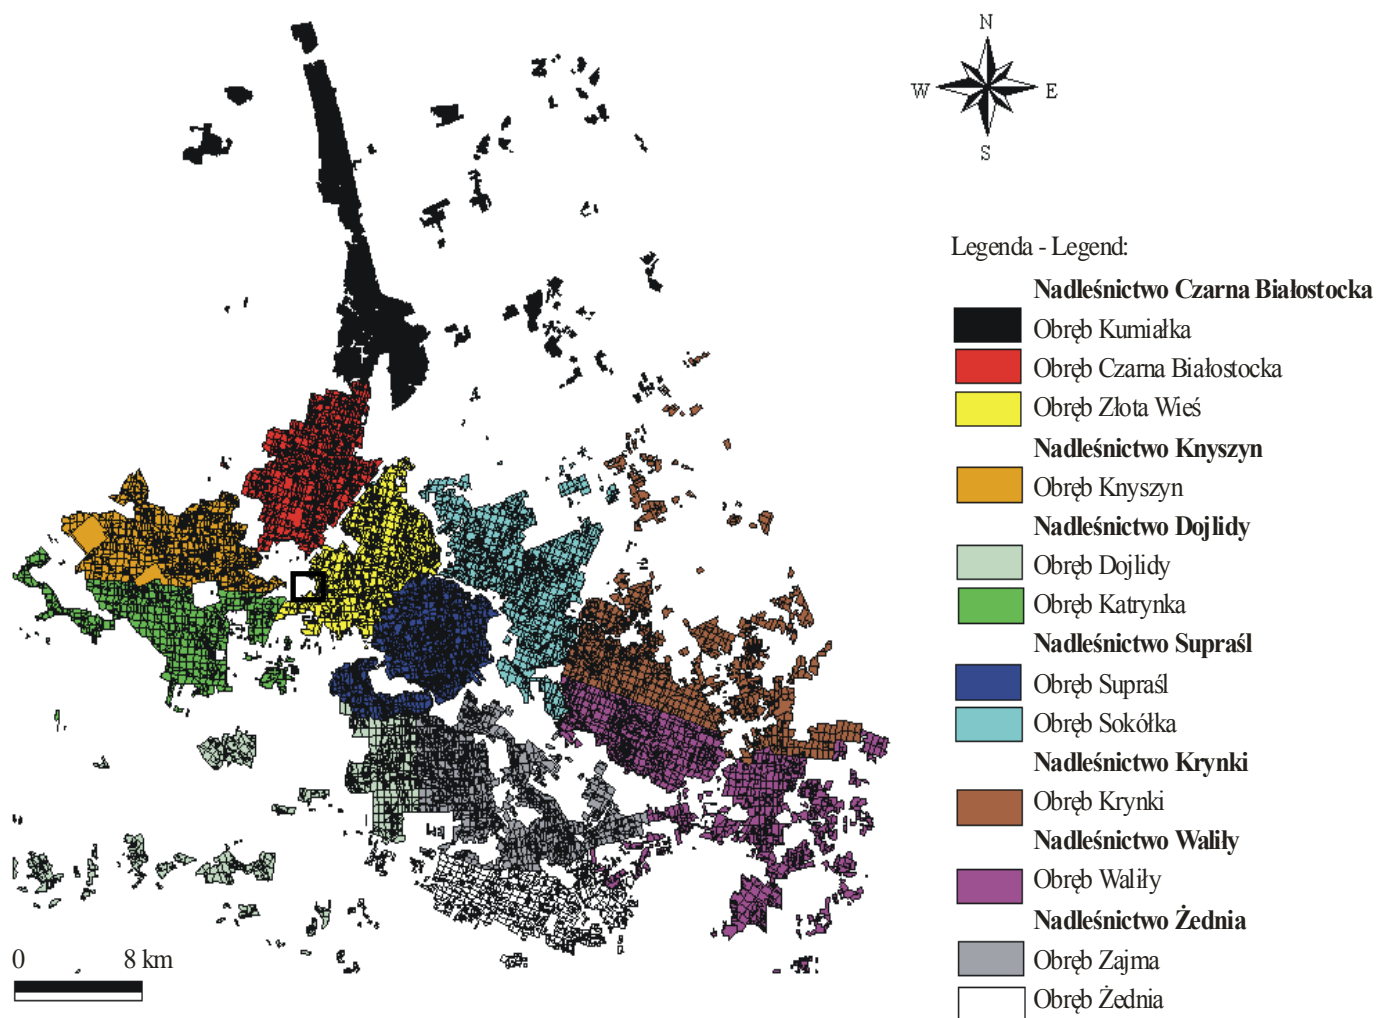 N
W E
S
Legenda - Legend:
Nadleśnictwo Czarna Białostocka
Obręb Kumiałka
Obręb Czarna Białostocka
Obręb Złota Wieś
Nadleśnictwo Knyszyn
Obręb Knyszyn
Nadleśnictwo Dojlidy
Obręb Dojlidy
Obręb Katrynka
Nadleśnictwo Supraśl
Obręb Supraśl
Obręb Sokółka
Nadleśnictwo Krynki
Obręb Krynki
Nadleśnictwo Waliły
Obręb Waliły
Nadleśnictwo Żednia
Obręb Zajma
Obręb Żednia
0 8 km